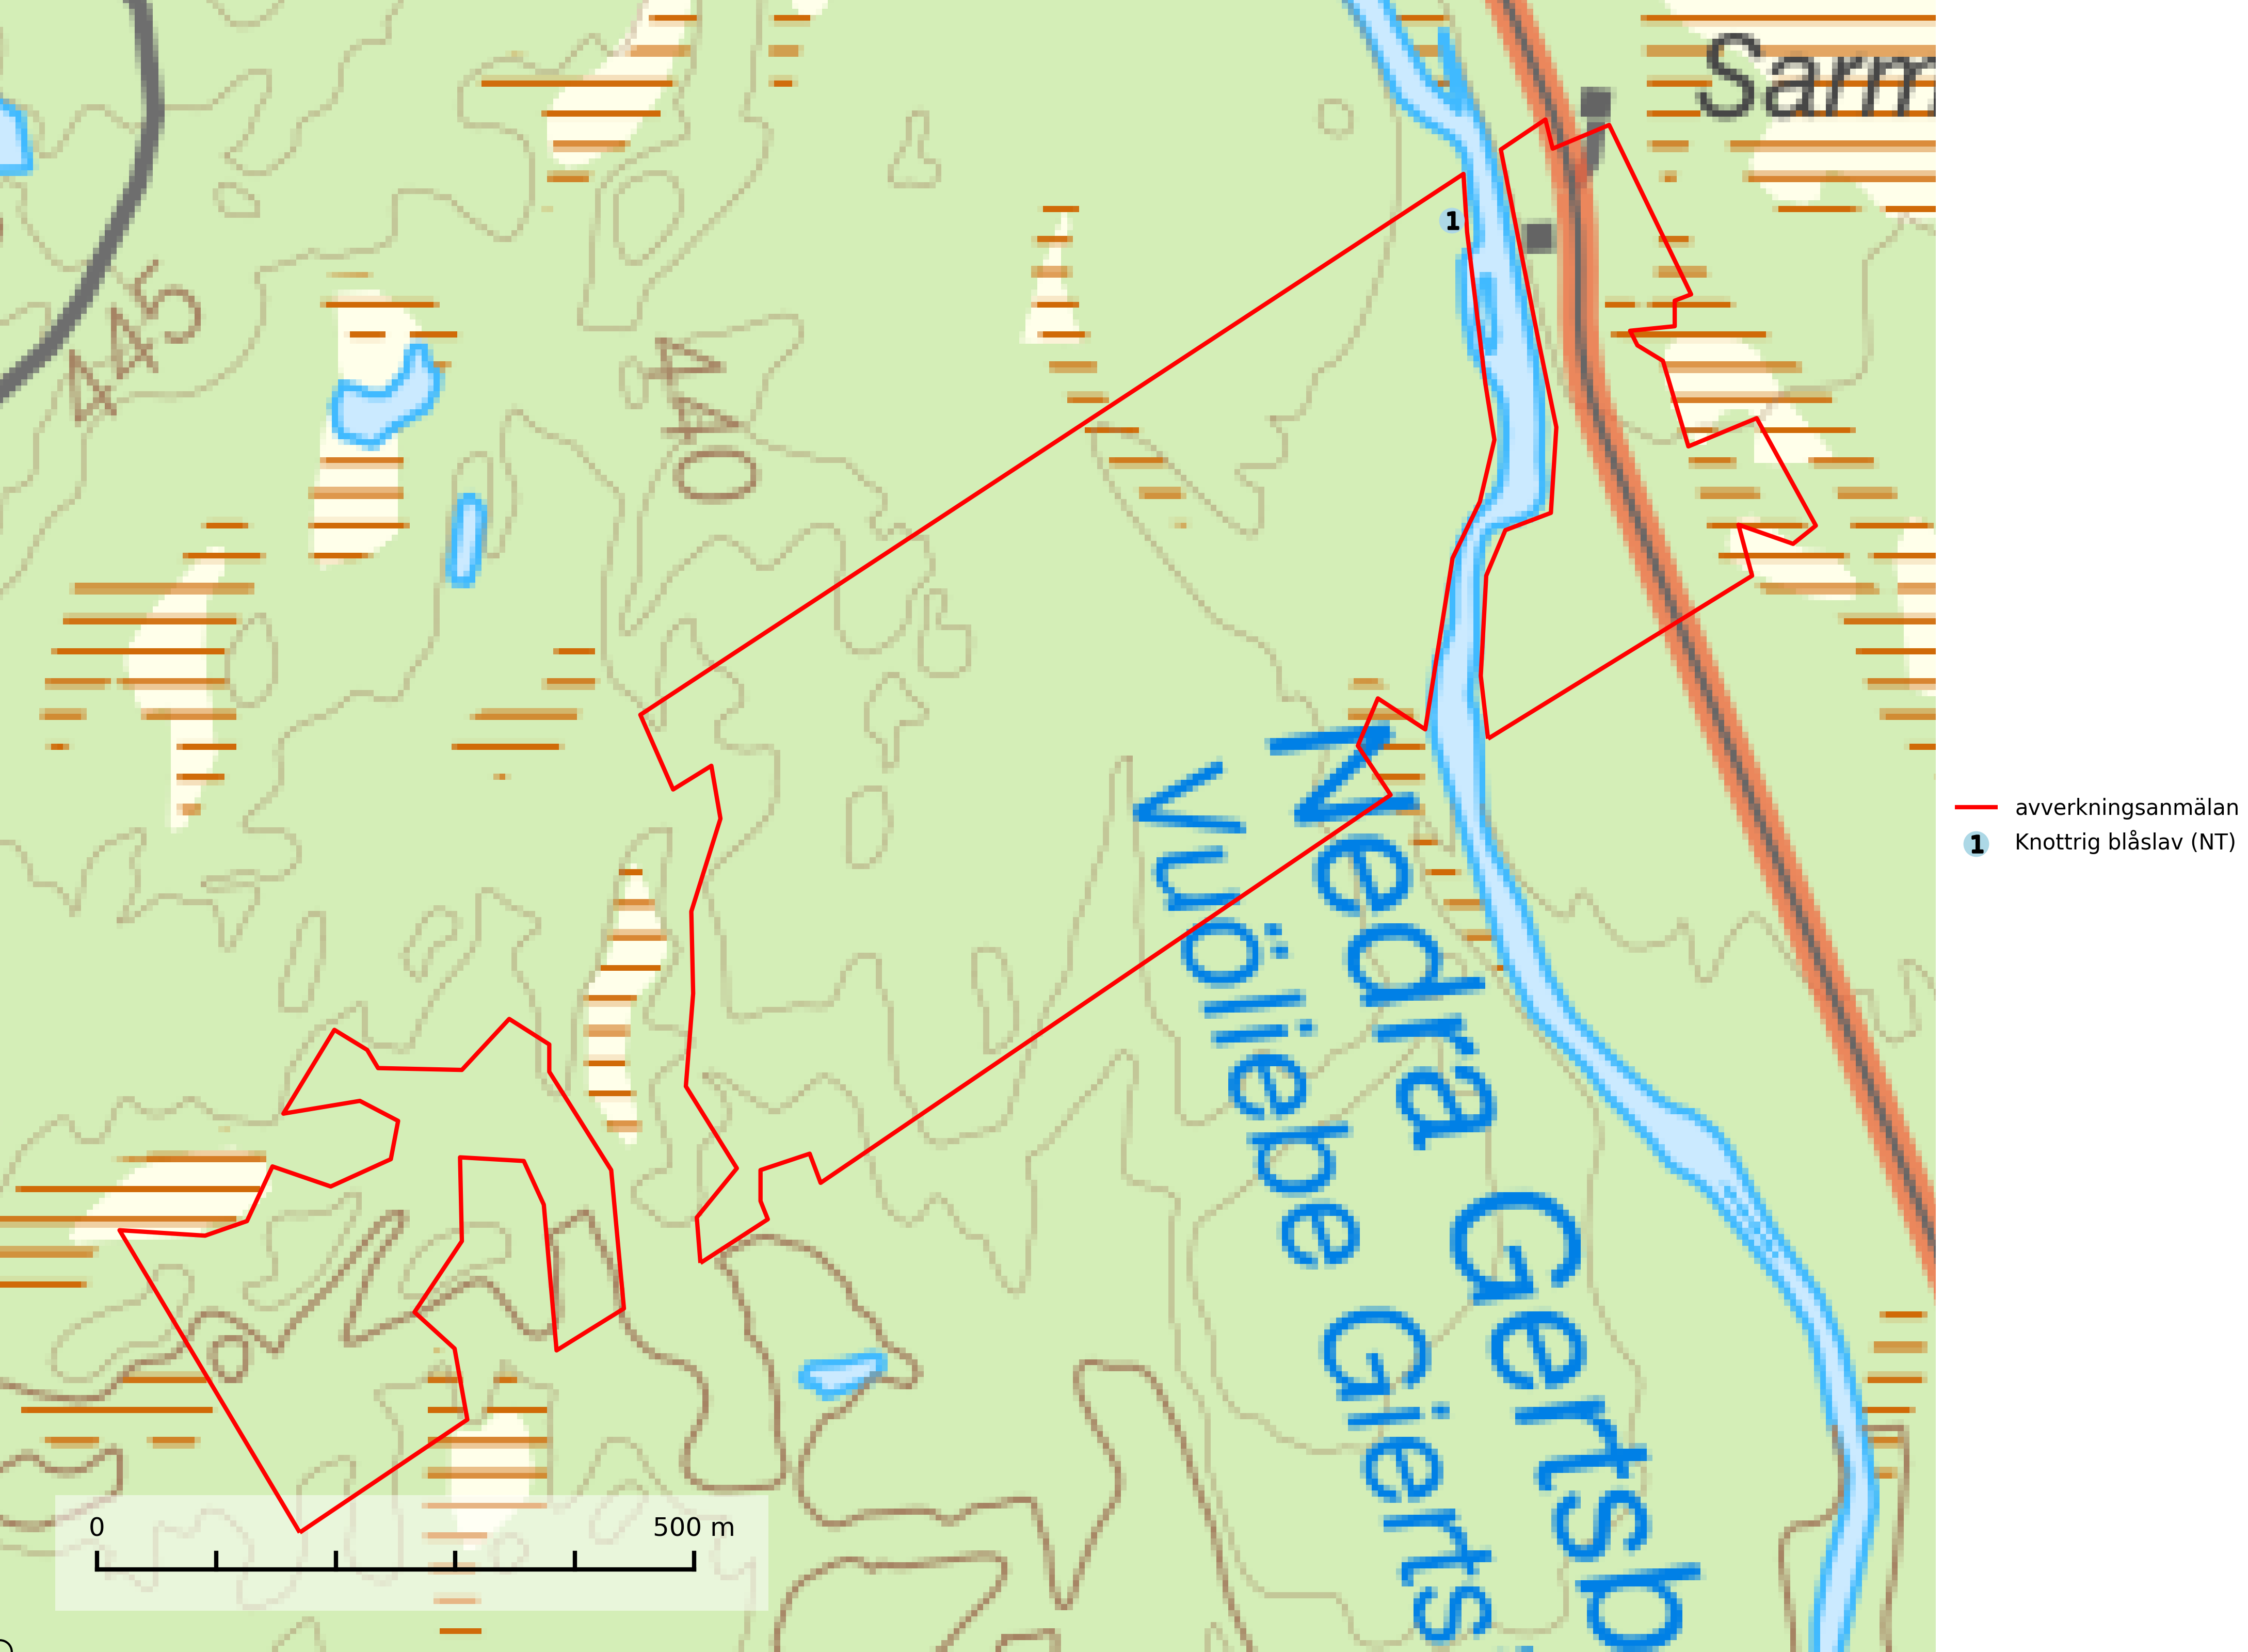 Sarm
445
440
1
Nedra Gertsb
Vuöliebe Gierts
avverkningsanmälan
1 Knottrig blåslav (NT)
0 500 m